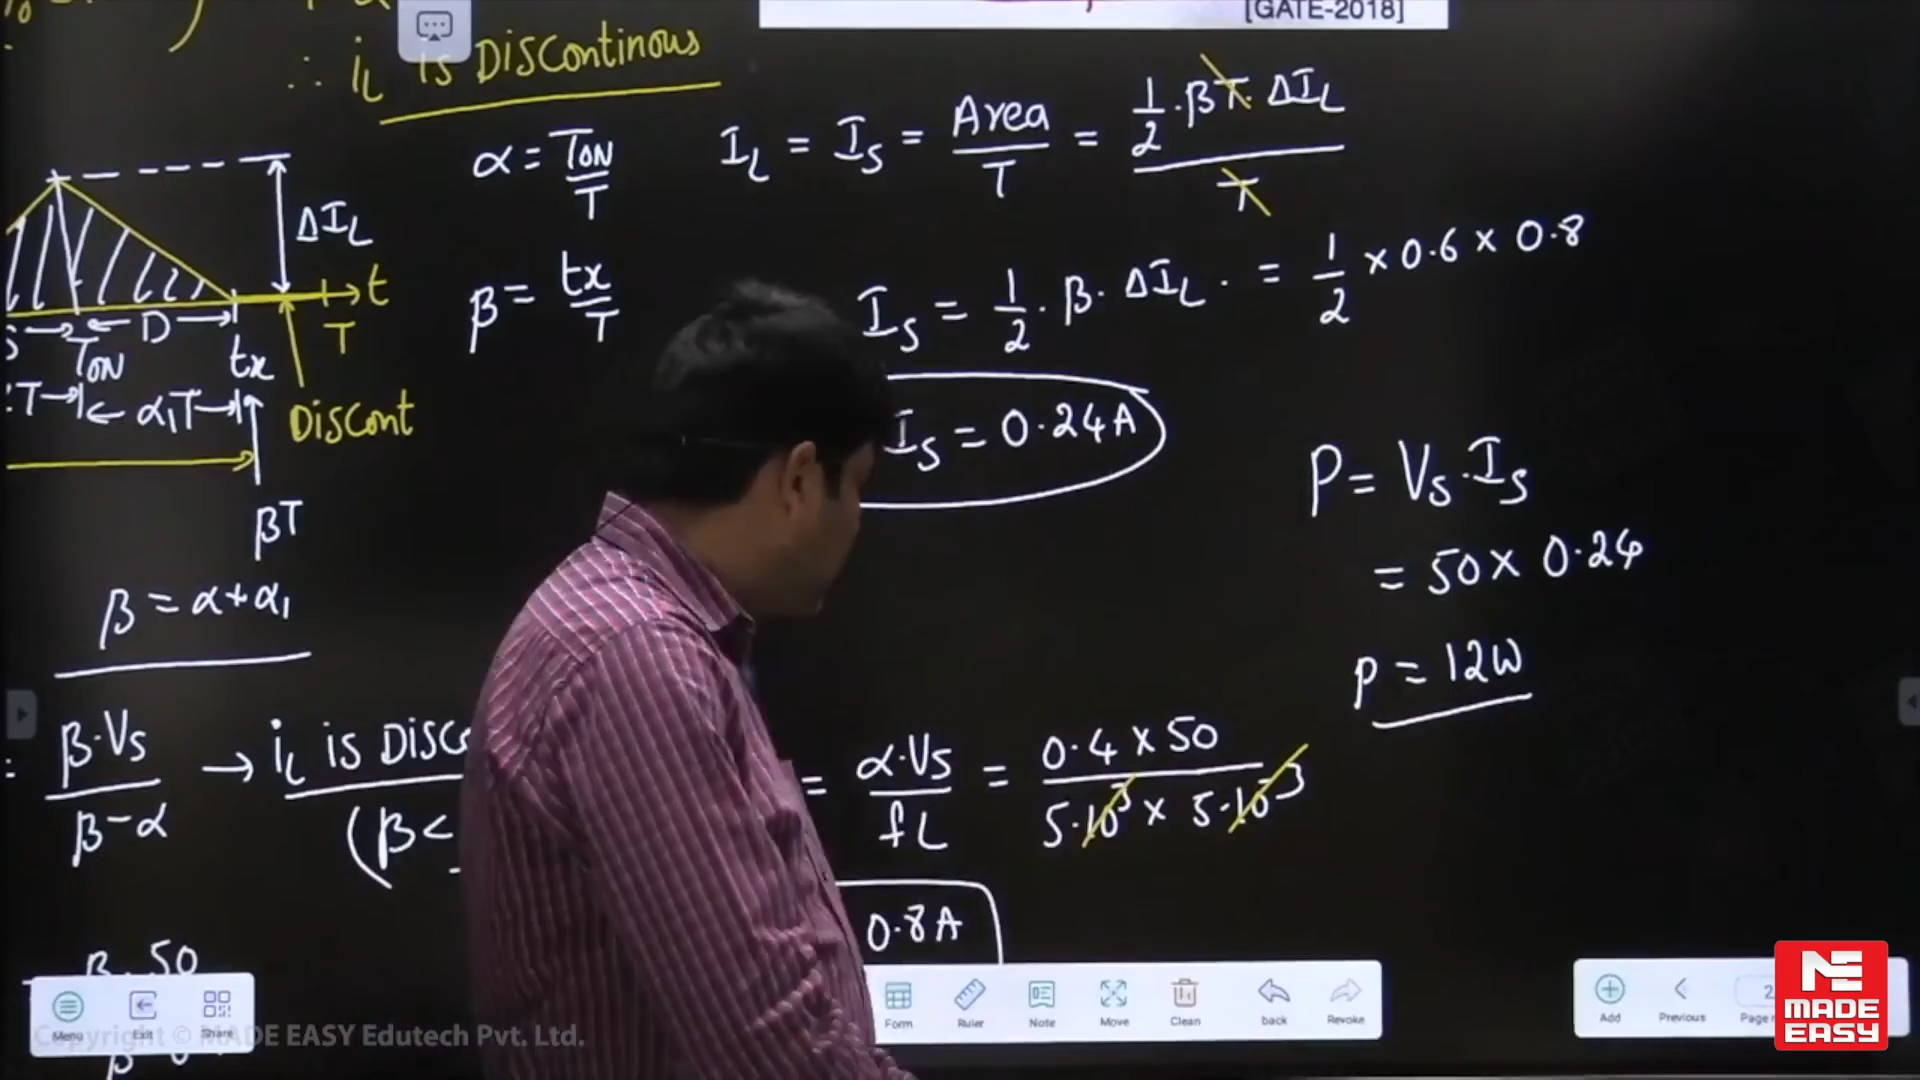 [GATE-2018]
∴ iL is Discontinous
α = TON/T
IL = IS = Area/T = (1/2 · βT · ΔIL)/T
ΔIL
t
β = tx/T
IS = 1/2 · β · ΔIL · = 1/2 × 0.6 × 0.8
D
T
TON
tx
T
α1T
Discont
IS = 0.24A
P = VS · IS
βT
= 50 × 0.24
β = α + α1
P = 12W
= β·VS/(β-α) → iL is Disc
(β<
= α·VS/fL = (0.4 × 50)/(5·10³ × 5·10⁻³)
0.8A
β. 50
Menu
Exit
Share
Form
Ruler
Note
Move
Clean
back
Revoke
Add
Previous
Page
2
ME
MADE
EASY
Copyright © MADE EASY Edutech Pvt. Ltd.